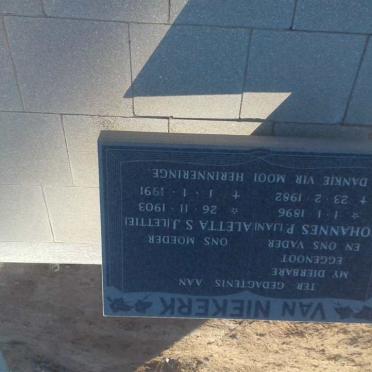 VAN NIEKERK
TER GEDAGTENIS AAN
MY DIERBARE
EGGENOOT
EN ONS VADER
OHANNES P (JAN)
☆ 1·1·1896
✝ 23·2·1982
ONS MOEDER
ALETTA S J (LETTIE)
☆ 26·11·1903
✝ 1·1·1991
DANKIE VIR MOOI HERINNERINGE